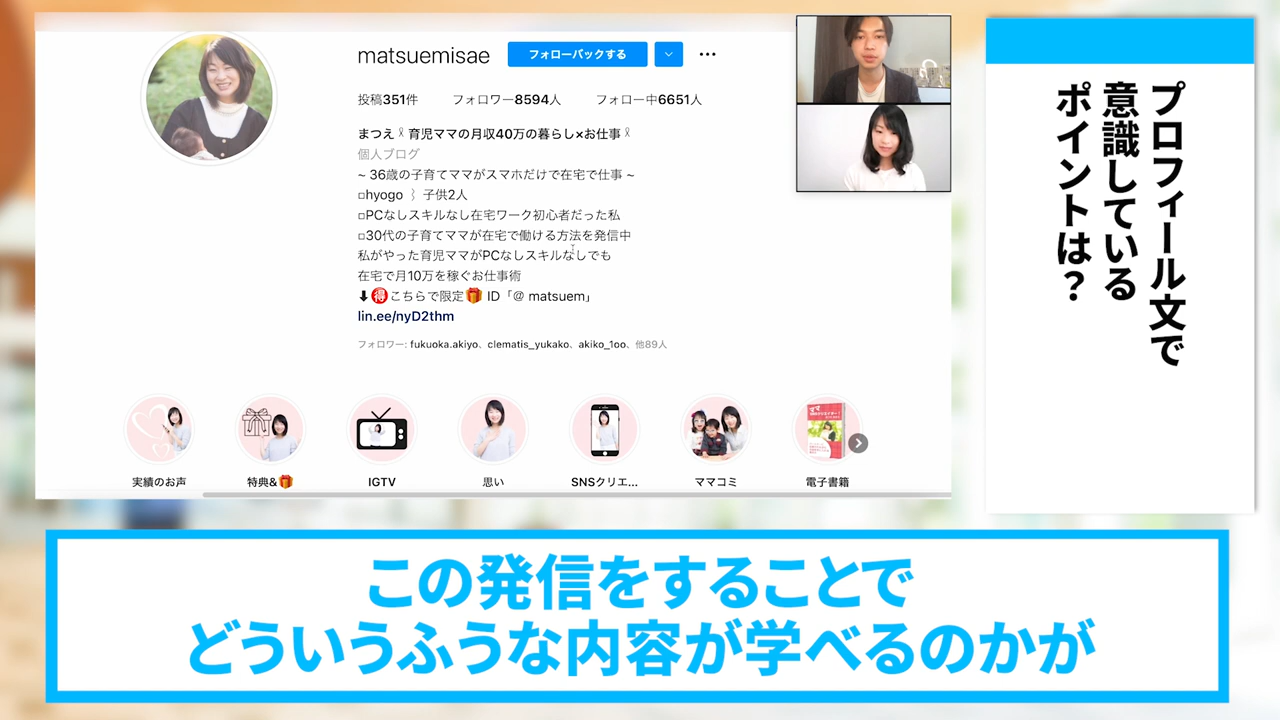 matsuemisae
フォローバックする
投稿351件 フォロワー8594人 フォロー中6651人
まつえ 育児ママの月収40万の暮らし×お仕事
個人ブログ
~ 36歳の子育てママがスマホだけで在宅で仕事 ~
□hyogo ⌇ 子供2人
□PCなしスキルなし在宅ワーク初心者だった私
□30代の子育てママが在宅で働ける方法を発信中
私がやった育児ママがPCなしスキルなしでも
在宅で月10万を稼ぐお仕事術
⬇🉐こちらで限定🎁 ID「@ matsuem」
lin.ee/nyD2thm
フォロワー: fukuoka.akiyo、clematis_yukako、akiko_1oo、他89人
実績のお声
特典&🎁
IGTV
思い
SNSクリエ...
ママコミ
電子書籍
プロフィール文で
意識している
ポイントは？
この発信をすることで
どういうふうな内容が学べるのかが